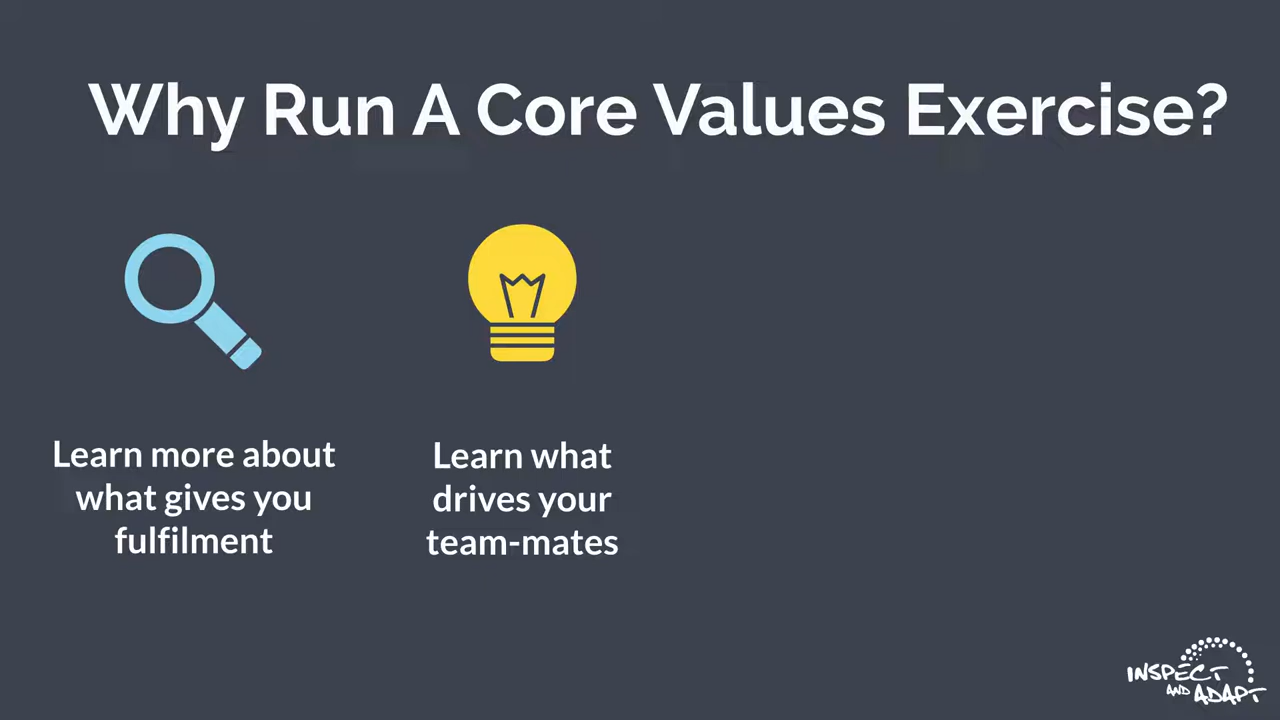 Why Run A Core Values Exercise?
Learn more about
what gives you
fulfilment
Learn what
drives your
team-mates
INSPECT
AND ADAPT